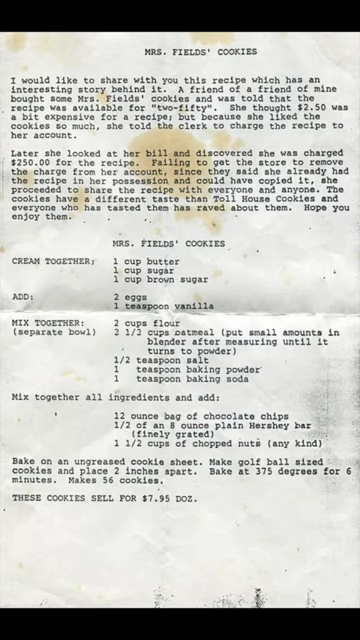 MRS. FIELDS' COOKIES
I would like to share with you this recipe which has an
interesting story behind it. A friend of a friend of mine
bought some Mrs. Fields' cookies and was told that the
recipe was available for "two-fifty". She thought $2.50 was
a bit expensive for a recipe; but because she liked the
cookies so much, she told the clerk to charge the recipe to
her account.
Later she looked at her bill and discovered she was charged
$250.00 for the recipe. Failing to get the store to remove
the charge from her account, since they said she already had
the recipe in her possession and could have copied it, she
proceeded to share the recipe with everyone and anyone. The
cookies have a different taste than Toll House Cookies and
everyone who has tasted them has raved about them. Hope you
enjoy them.
MRS. FIELDS' COOKIES
CREAM TOGETHER; 1 cup butter
1 cup sugar
1 cup brown sugar
ADD: 2 eggs
1 teaspoon vanilla
MIX TOGETHER: 2 cups flour
(separate bowl) 2 1/2 cups oatmeal (put small amounts in
blender after measuring until it
turns to powder)
1/2 teaspoon salt
1 teaspoon baking powder
1 teaspoon baking soda
Mix together all ingredients and add:
12 ounce bag of chocolate chips
1/2 of an 8 ounce plain Hershey bar
(finely grated)
1 1/2 cups of chopped nuts (any kind)
Bake on an ungreased cookie sheet. Make golf ball sized
cookies and place 2 inches apart. Bake at 375 degrees for 6
minutes. Makes 56 cookies.
THESE COOKIES SELL FOR $7.95 DOZ.